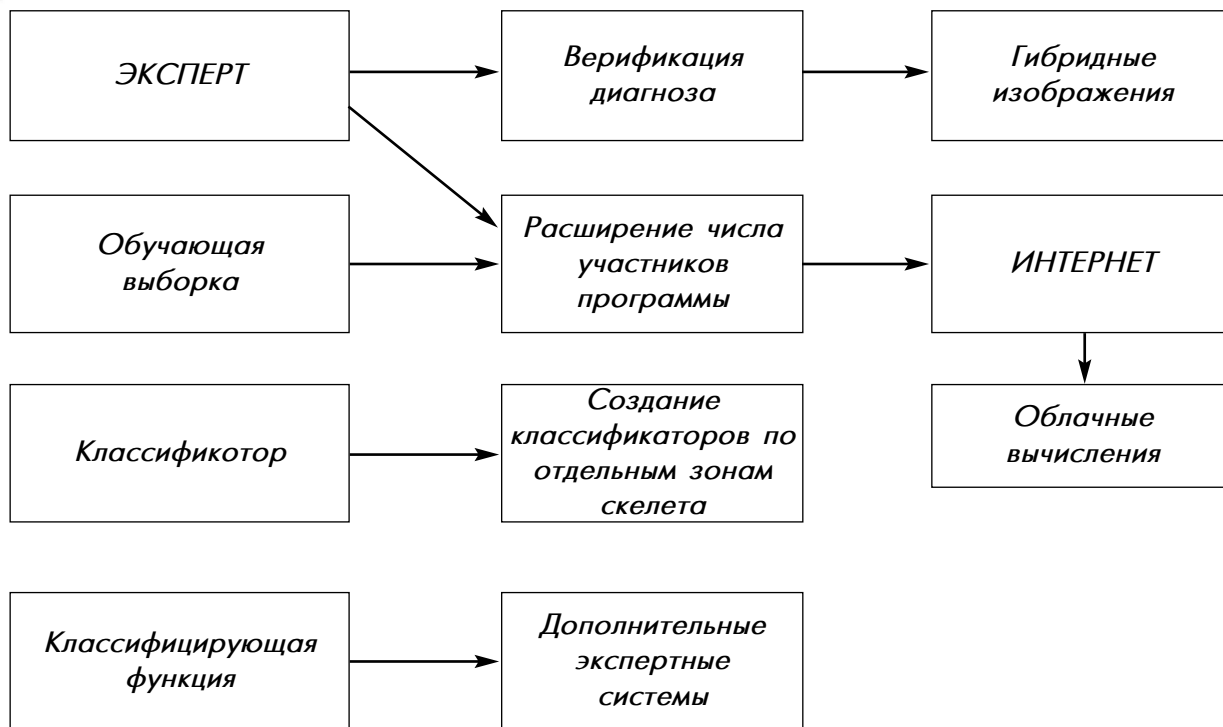 ЭКСПЕРТ
Верификация
диагноза
Гибридные
изображения
Обучающая
выборка
Расширение числа
участников
программы
ИНТЕРНЕТ
Классификотор
Создание
классификаторов по
отдельным зонам
скелета
Облачные
вычисления
Классифицирующая
функция
Дополнительные
экспертные
системы